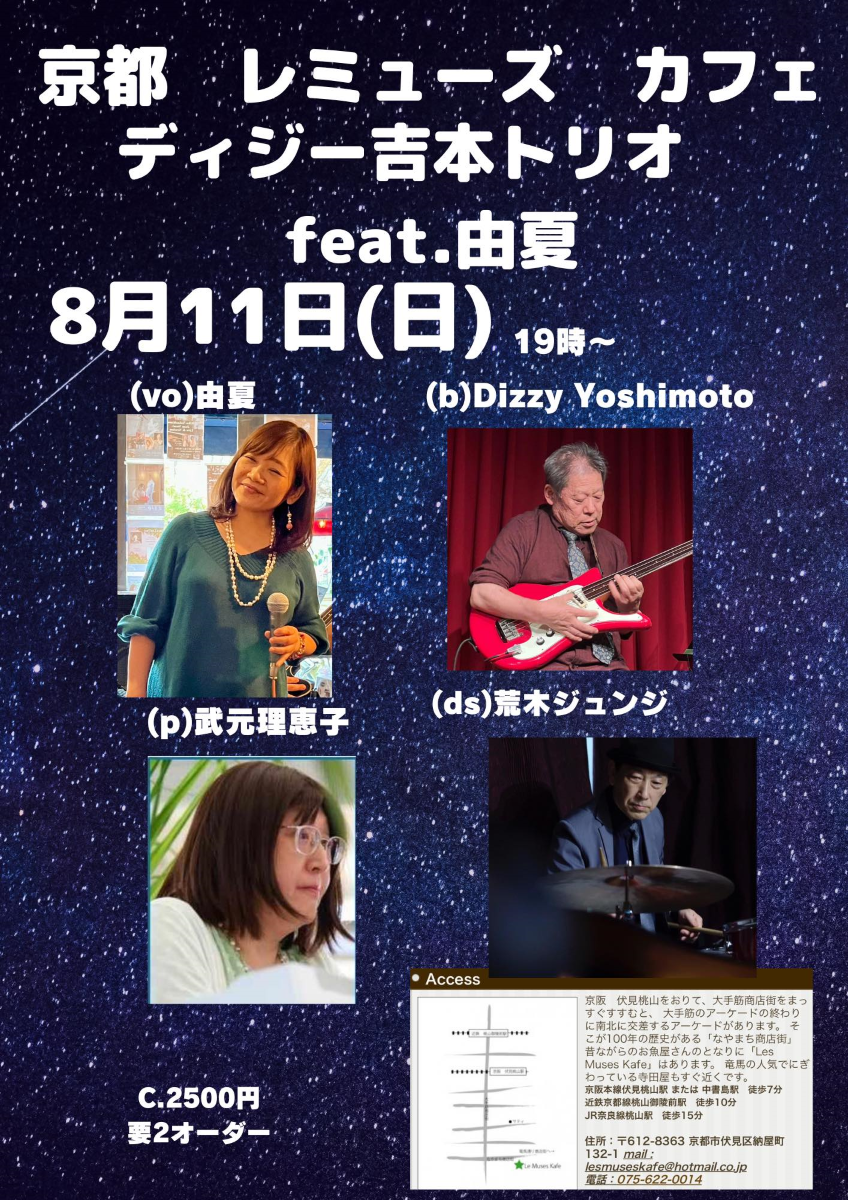 京都　レミューズ　カフェ
ディジー吉本トリオ
feat.由夏
8月11日(日) 19時〜
(vo)由夏
(b)Dizzy Yoshimoto
(p)武元理恵子
(ds)荒木ジュンジ
C.2500円
要2オーダー
Access
京阪　伏見桃山をおりて、大手筋商店街をまっ
すぐすすむと、 大手筋のアーケードの終わり
に南北に交差するアーケードがあります。 そ
こが100年の歴史がある「なやまち商店街」
昔ながらのお魚屋さんのとなりに「Les
Muses Kafe」はあります。 竜馬の人気でにぎ
わっている寺田屋もすぐ近くです。
京阪本線伏見桃山駅 または 中書島駅　徒歩7分
近鉄京都線桃山御陵前駅　徒歩10分
JR奈良線桃山駅　徒歩15分
住所：〒612-8363 京都市伏見区納屋町
132-1 mail :
lesmuseskafe@hotmail.co.jp
電話：075-622-0014
Le Muses Kafe